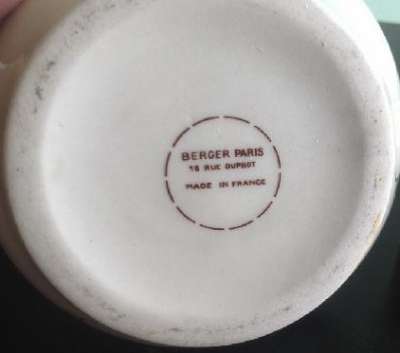 BERGER PARIS
18 RUE DUPHOT
MADE IN FRANCE